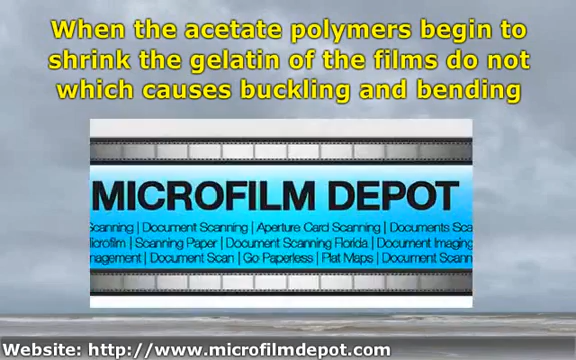 When the acetate polymers begin to
shrink the gelatin of the films do not
which causes buckling and bending
MICROFILM DEPOT
Scanning | Document Scanning | Aperture Card Scanning | Documents Sca
icrofilm | Scanning Paper | Document Scanning Florida | Document Imaging
nagement | Document Scan | Go Paperless | Plat Maps | Document Scann
Website: http://www.microfilmdepot.com